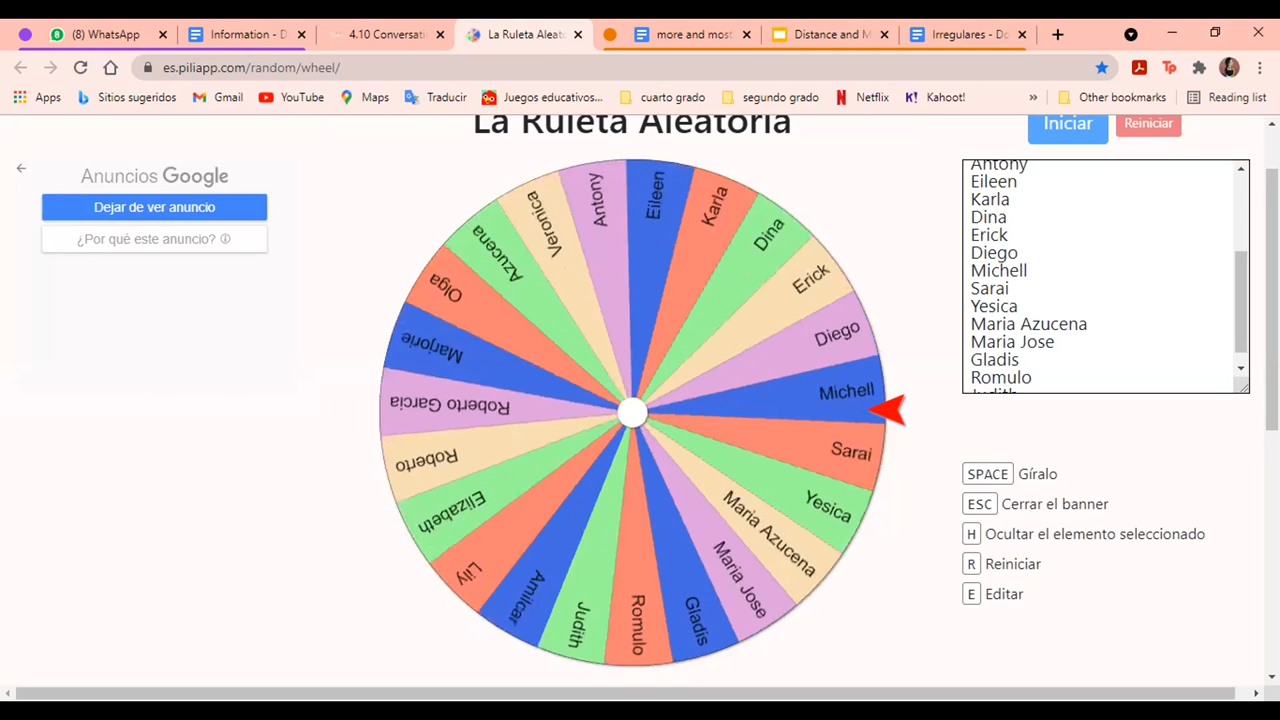 (8) WhatsApp
Information - D
4.10 Conversati
La Ruleta Aleato
more and most
Distance and M
Irregulares - Do
es.piliapp.com/random/wheel/
Apps
Sitios sugeridos
Gmail
YouTube
Maps
Traducir
Juegos educativos...
cuarto grado
segundo grado
Netflix
Kahoot!
»
Other bookmarks
Reading list
La Ruleta Aleatoria
Iniciar
Reiniciar
Anuncios Google
Dejar de ver anuncio
¿Por qué este anuncio?
Antony
Eileen
Karla
Dina
Erick
Diego
Michell
Sarai
Yesica
Maria Azucena
Maria Jose
Gladis
Romulo
Judith
Amilcar
Lily
Elizabeth
Roberto
Roberto Garcia
Marjorie
Olga
Azucena
Veronica
Antony
Eileen
Karla
Dina
Erick
Diego
Michell
Sarai
Yesica
Maria Azucena
Maria Jose
Gladis
Romulo
Judith
SPACE Gíralo
ESC Cerrar el banner
H Ocultar el elemento seleccionado
R Reiniciar
E Editar